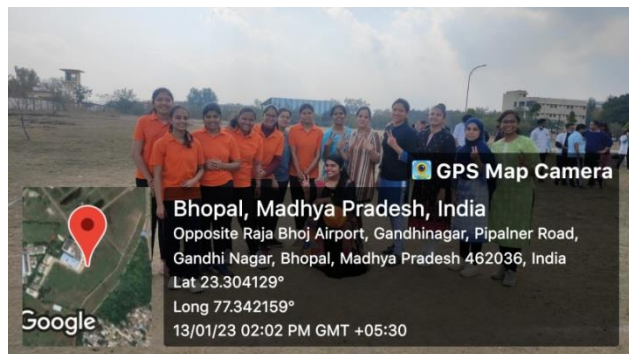 GPS Map Camera
Bhopal, Madhya Pradesh, India
Opposite Raja Bhoj Airport, Gandhinagar, Pipalner Road,
Gandhi Nagar, Bhopal, Madhya Pradesh 462036, India
Lat 23.304129°
Long 77.342159°
13/01/23 02:02 PM GMT +05:30
Google